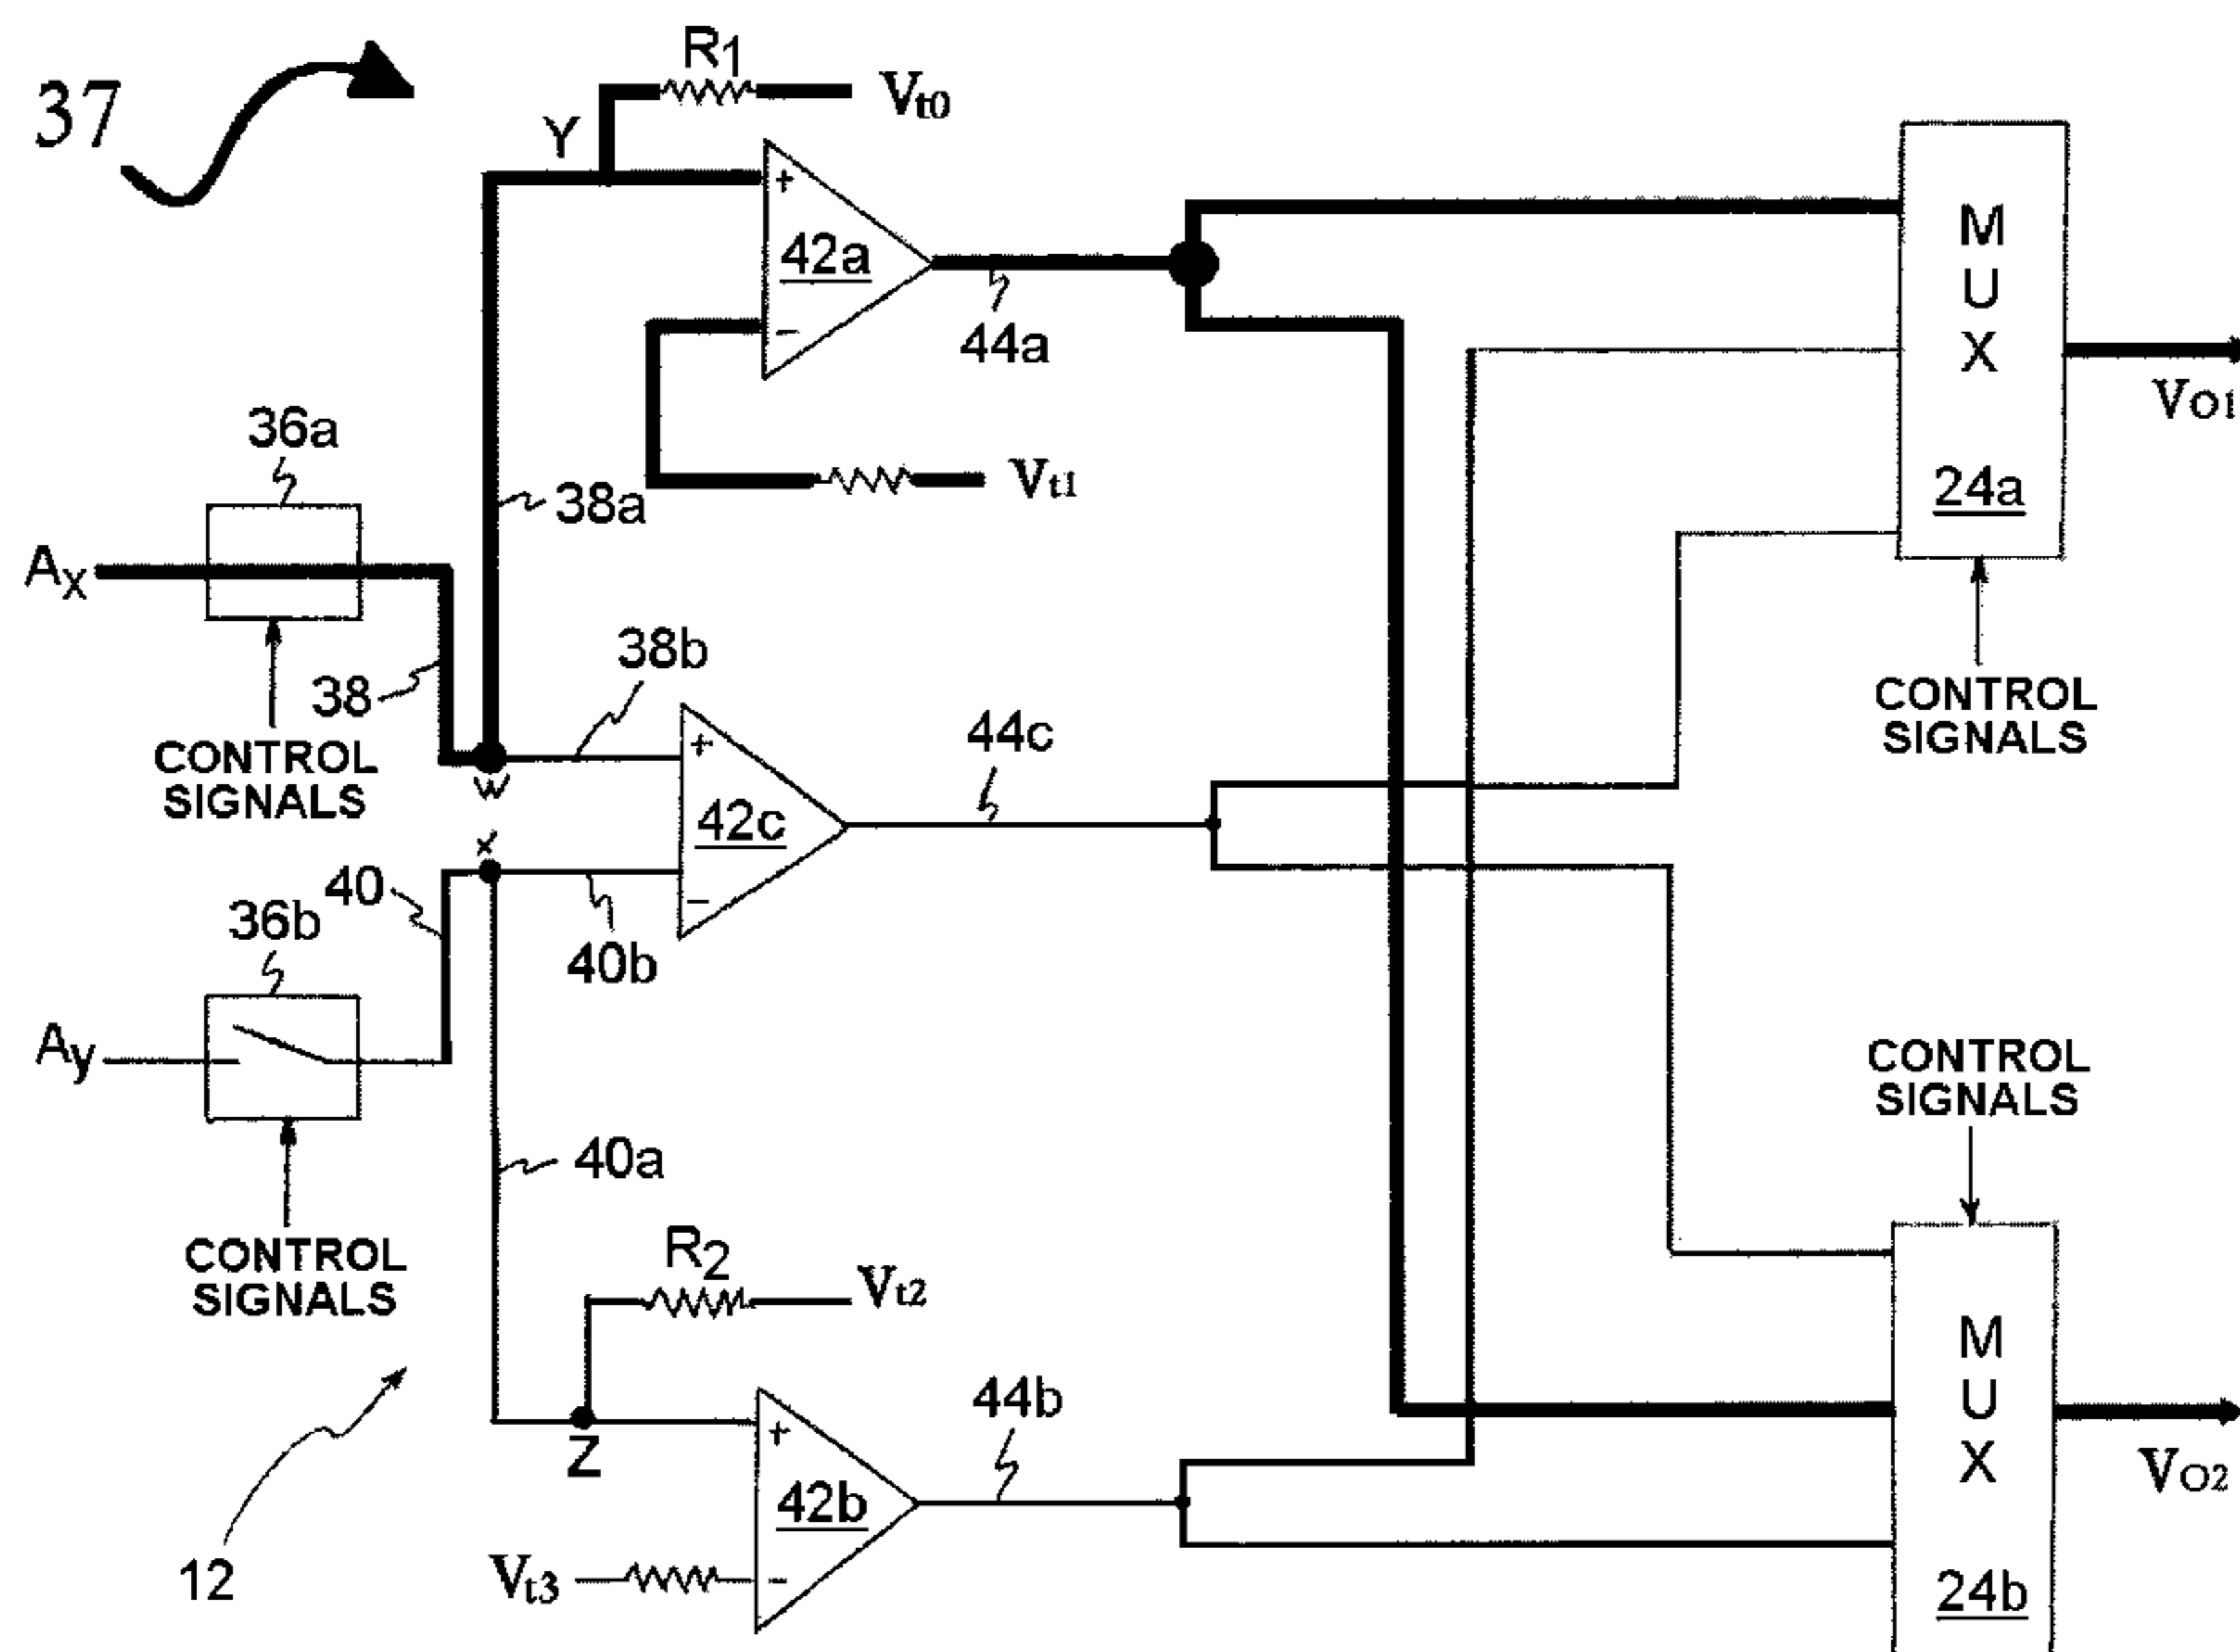 37
R1
Vt0
Y
+
42a
−
44a
M
U
X
24a
VO1
Vt1
36a
38a
AX
38
CONTROL
SIGNALS
W
38b
+
42c
−
44c
CONTROL
SIGNALS
x
40
40b
36b
Ay
CONTROL
SIGNALS
40a
R2
Vt2
Z
+
42b
−
44b
Vt3
12
CONTROL
SIGNALS
M
U
X
24b
VO2